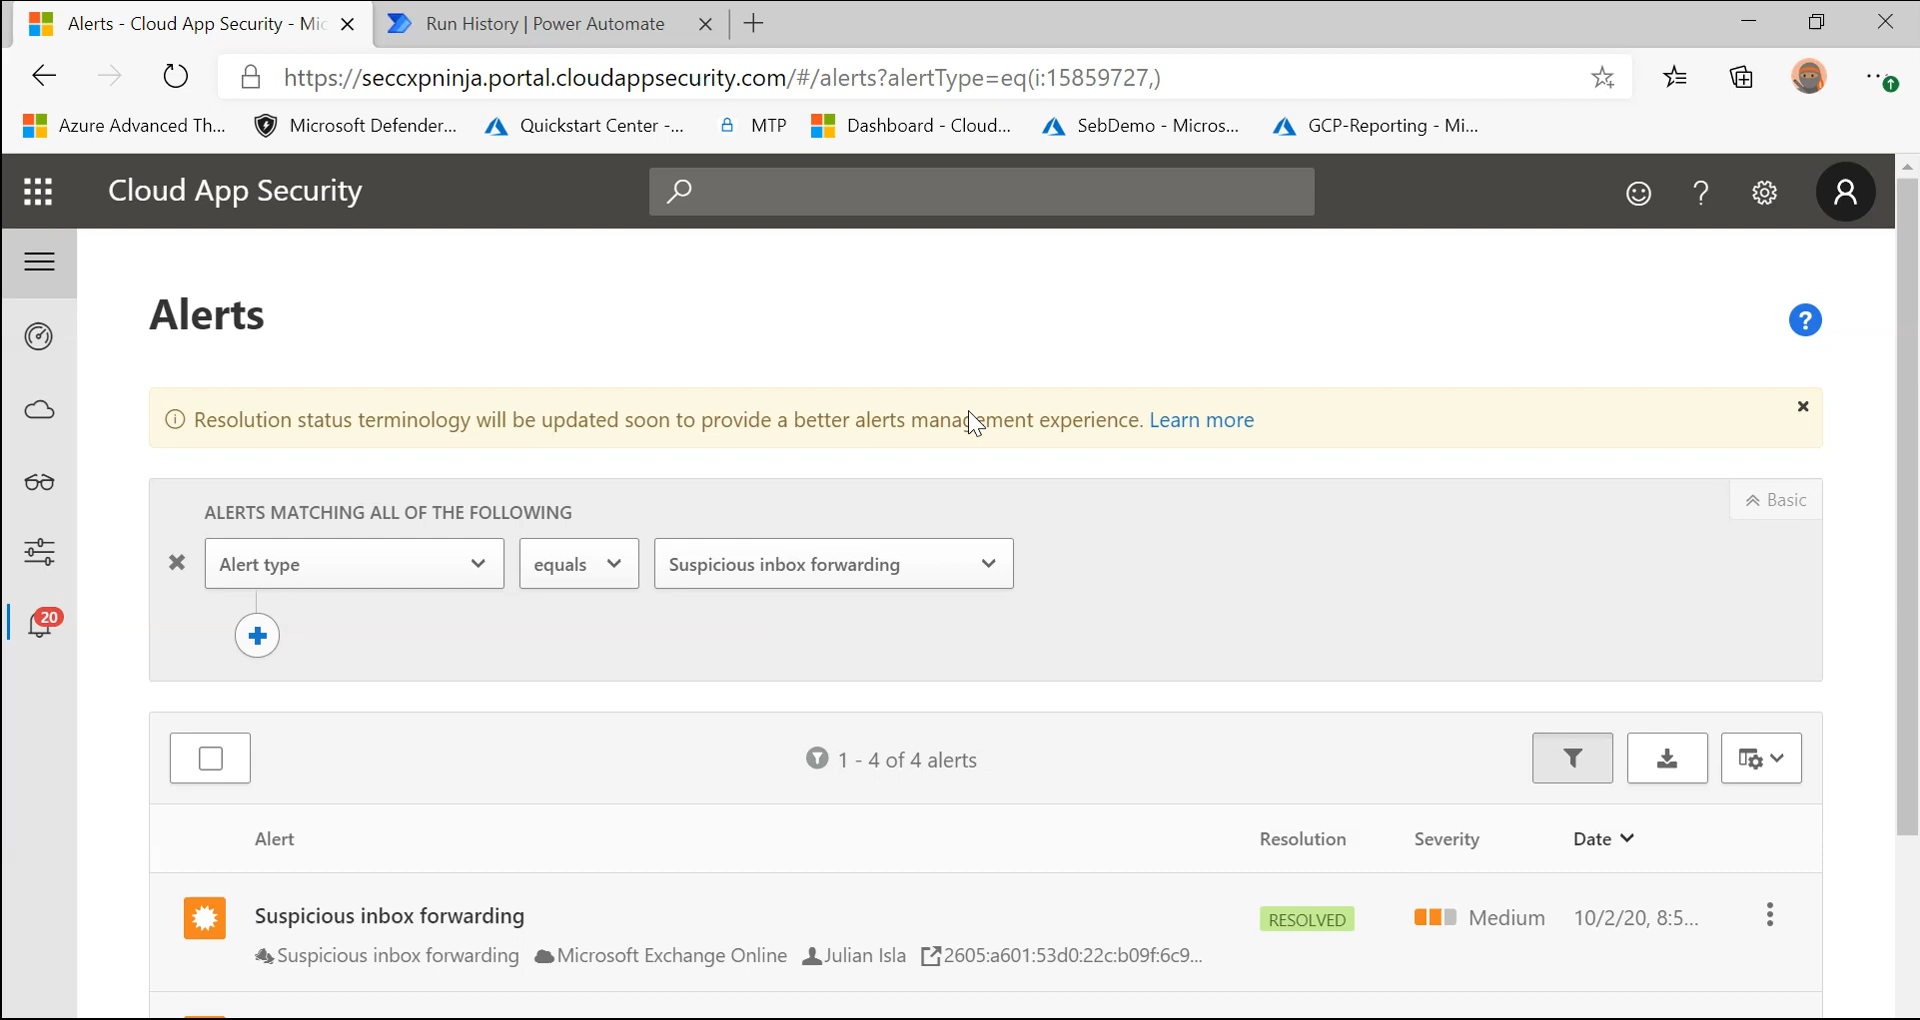 Alerts - Cloud App Security - Mic
Run History | Power Automate
https://seccxpninja.portal.cloudappsecurity.com/#/alerts?alertType=eq(i:15859727,)
Azure Advanced Th...
Microsoft Defender...
Quickstart Center -...
MTP
Dashboard - Cloud...
SebDemo - Micros...
GCP-Reporting - Mi...
Cloud App Security
Alerts
Resolution status terminology will be updated soon to provide a better alerts management experience. Learn more
Basic
ALERTS MATCHING ALL OF THE FOLLOWING
Alert type
equals
Suspicious inbox forwarding
20
1 - 4 of 4 alerts
Alert
Resolution
Severity
Date
Suspicious inbox forwarding
RESOLVED
Medium
10/2/20, 8:5...
Suspicious inbox forwarding Microsoft Exchange Online Julian Isla 2605:a601:53d0:22c:b09f:6c9...